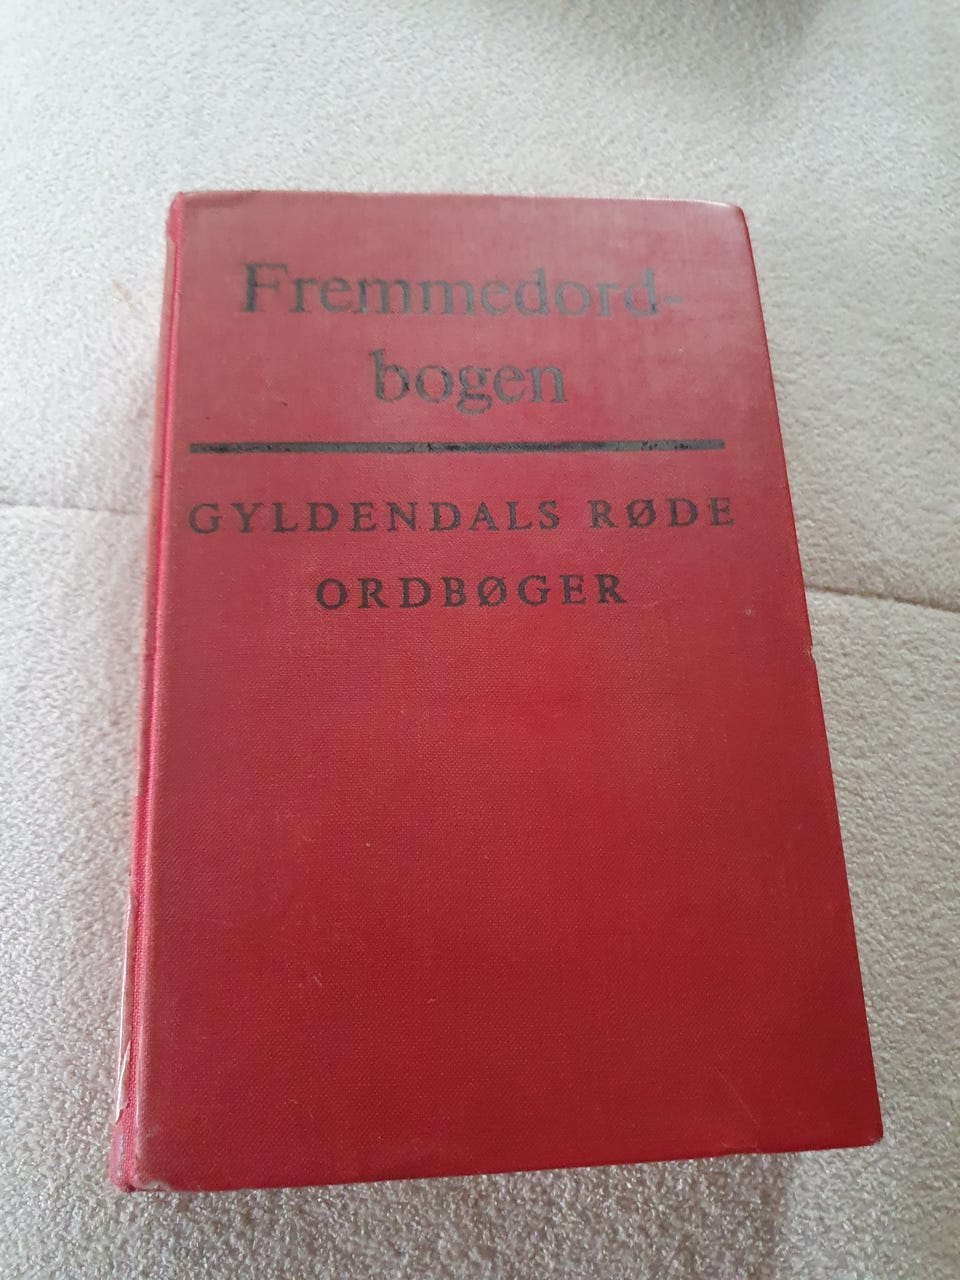 Fremmedord-
bogen
GYLDENDALS RØDE
ORDBØGER